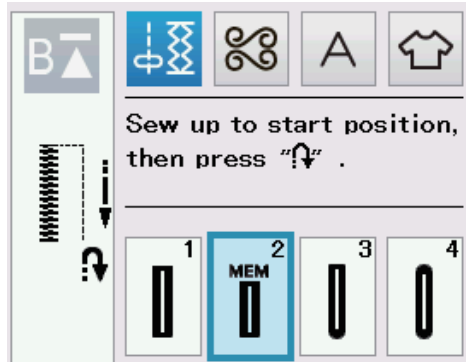 B
A
Sew up to start position,
then press “” .
1
2
3
4
MEM